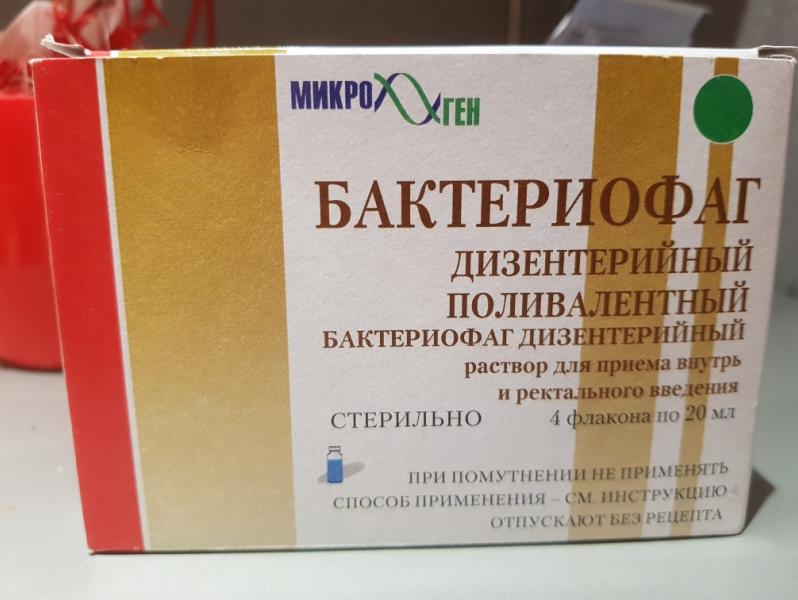 МИКРОГЕН
БАКТЕРИОФАГ
ДИЗЕНТЕРИЙНЫЙ
ПОЛИВАЛЕНТНЫЙ
БАКТЕРИОФАГ ДИЗЕНТЕРИЙНЫЙ
раствор для приема внутрь
и ректального введения
СТЕРИЛЬНО 4 флакона по 20 мл
ПРИ ПОМУТНЕНИИ НЕ ПРИМЕНЯТЬ
СПОСОБ ПРИМЕНЕНИЯ – СМ. ИНСТРУКЦИЮ
ОТПУСКАЮТ БЕЗ РЕЦЕПТА